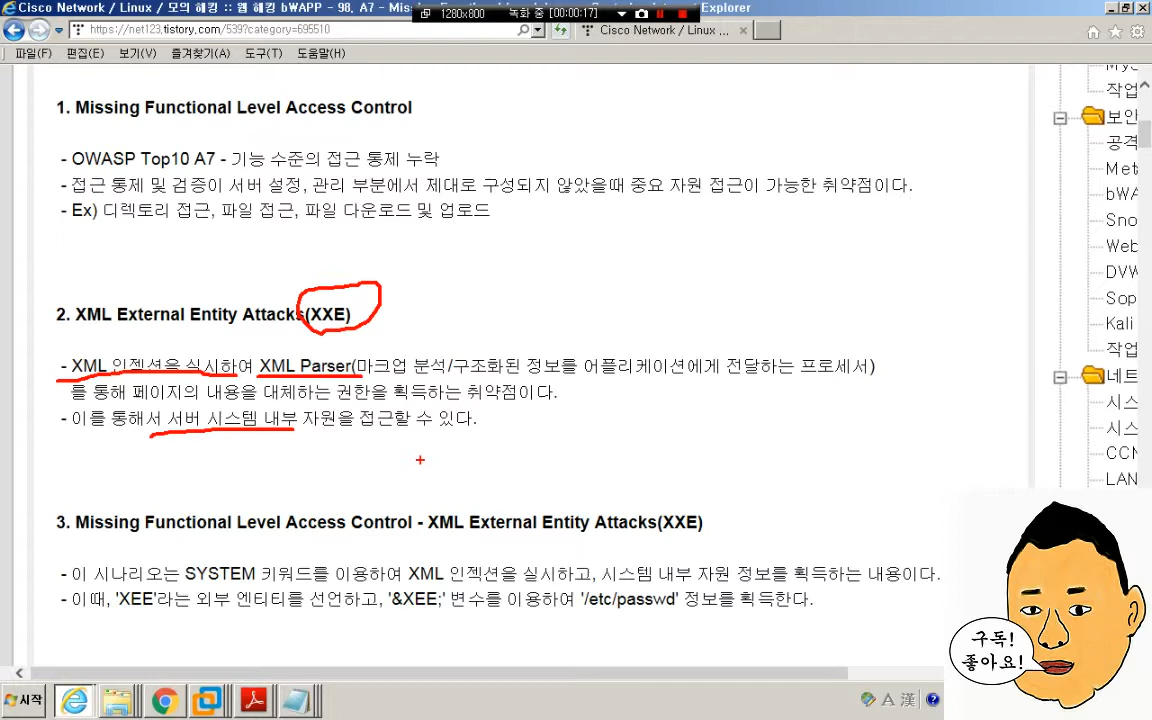 Cisco Network / Linux / 모의 해킹 :: 웹 해킹 bWAPP - 98. A7 - Mis
1280x800 녹화 중 [00:00:17]
Explorer
https://net123.tistory.com/539?category=695510
Cisco Network / Linux / 모의 ...
파일(F) 편집(E) 보기(V) 즐겨찾기(A) 도구(T) 도움말(H)
1. Missing Functional Level Access Control
- OWASP Top10 A7 - 기능 수준의 접근 통제 누락
- 접근 통제 및 검증이 서버 설정, 관리 부분에서 제대로 구성되지 않았을때 중요 자원 접근이 가능한 취약점이다.
- Ex) 디렉토리 접근, 파일 접근, 파일 다운로드 및 업로드
2. XML External Entity Attacks(XXE)
- XML 인젝션을 실시하여 XML Parser(마크업 분석/구조화된 정보를 어플리케이션에게 전달하는 프로세서)
를 통해 페이지의 내용을 대체하는 권한을 획득하는 취약점이다.
- 이를 통해서 서버 시스템 내부 자원을 접근할 수 있다.
3. Missing Functional Level Access Control - XML External Entity Attacks(XXE)
- 이 시나리오는 SYSTEM 키워드를 이용하여 XML 인젝션을 실시하고, 시스템 내부 자원 정보를 획득하는 내용이다.
- 이때, 'XEE'라는 외부 엔티티를 선언하고, '&XEE;' 변수를 이용하여 '/etc/passwd' 정보를 획득한다.
작업
보안
공격
Met
bWA
Sno
Web
DVW
Sop
Kali
작업
네트
시스
시스
CCN
LAN
구독!
좋아요!
시작
A 漢